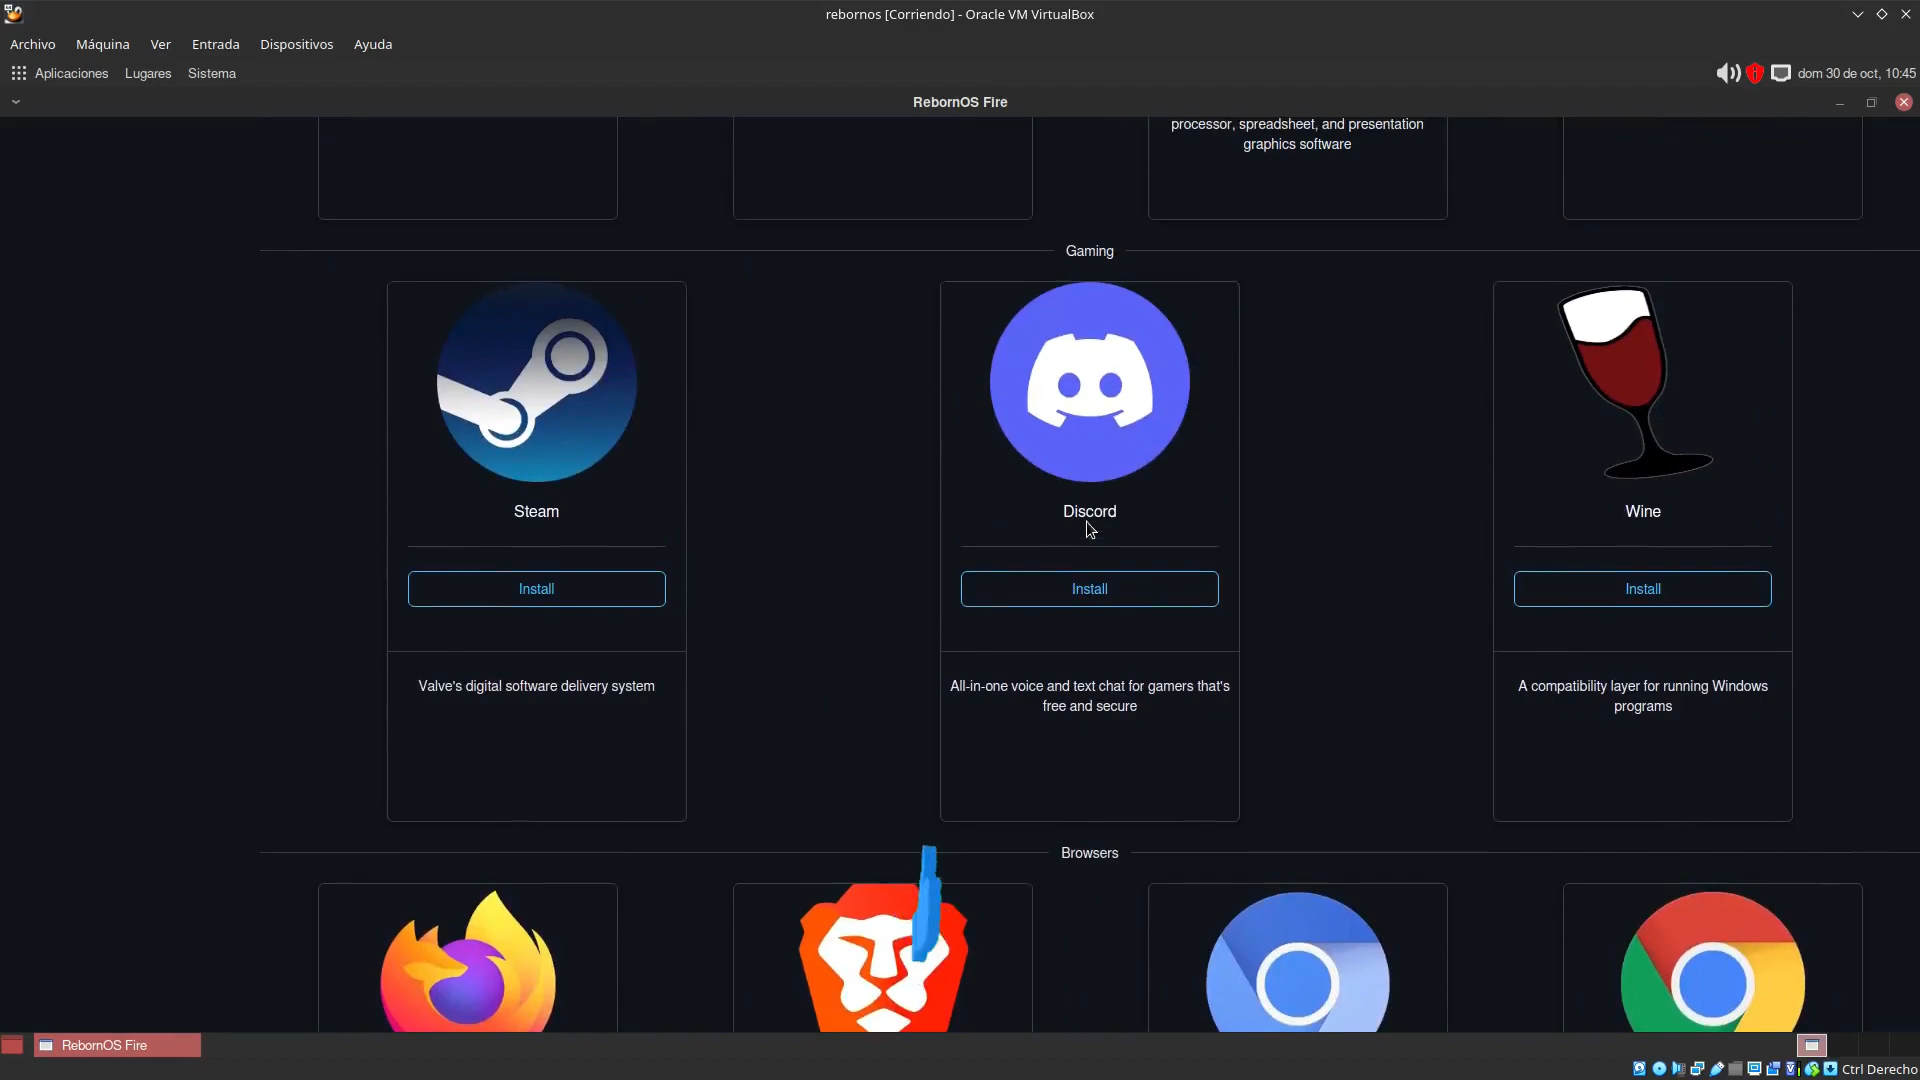 rebornos [Corriendo] - Oracle VM VirtualBox
Archivo Máquina Ver Entrada Dispositivos Ayuda
Aplicaciones Lugares Sistema
dom 30 de oct, 10:45
RebornOS Fire
processor, spreadsheet, and presentation
graphics software
Gaming
Steam
Discord
Wine
Install
Install
Install
Valve's digital software delivery system
All-in-one voice and text chat for gamers that's
free and secure
A compatibility layer for running Windows
programs
Browsers
RebornOS Fire
Ctrl Derecho